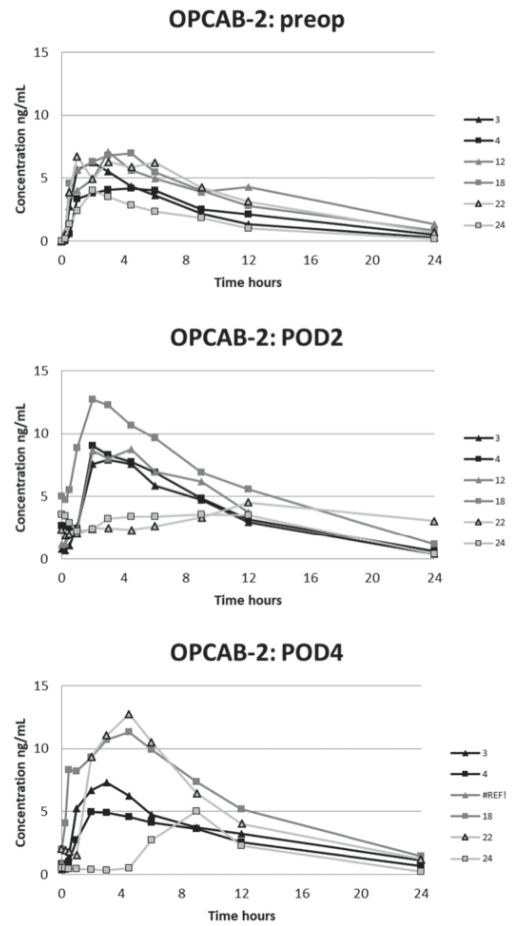 OPCAB-2: preop
15
10
5
0
Concentration ng/mL
0 4 8 12 16 20 24
Time hours
3
4
12
18
22
24
OPCAB-2: POD2
15
10
5
0
Concentration ng/mL
0 4 8 12 16 20 24
Time hours
3
4
12
18
22
24
OPCAB-2: POD4
15
10
5
0
Concentration ng/mL
0 4 8 12 16 20 24
Time hours
3
4
#REF!
18
22
24